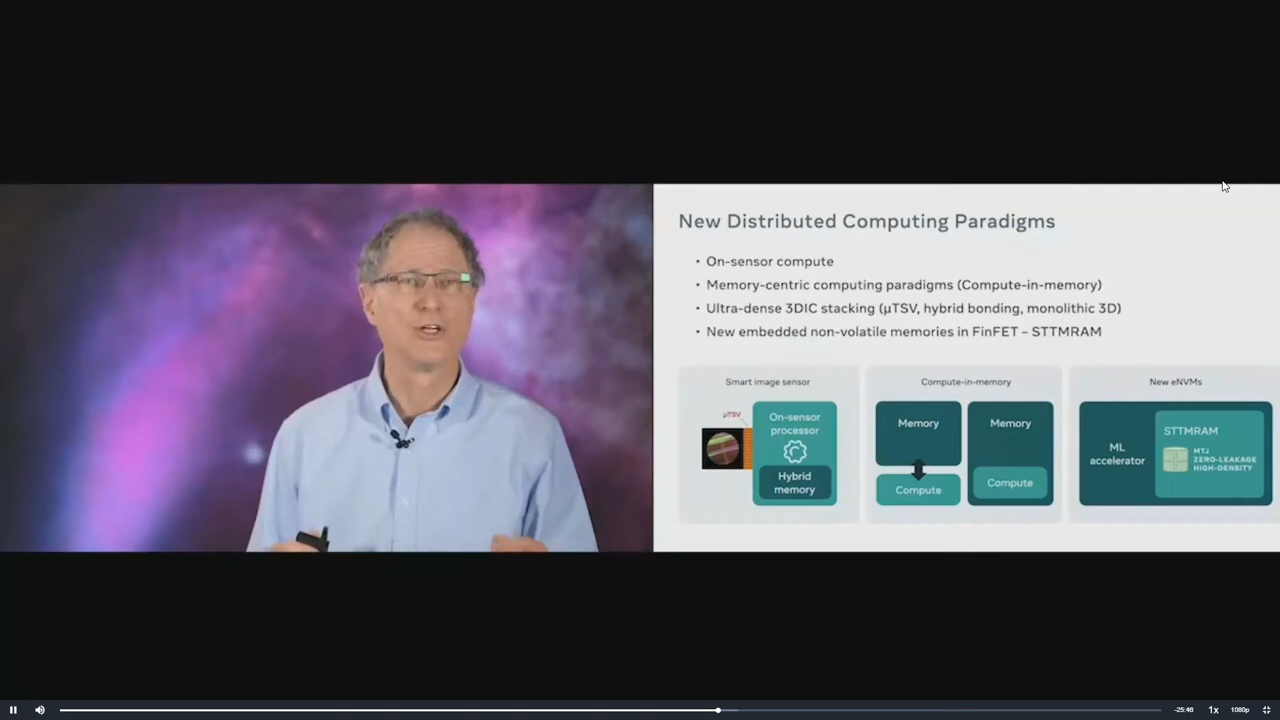 New Distributed Computing Paradigms
• On-sensor compute
• Memory-centric computing paradigms (Compute-in-memory)
• Ultra-dense 3DIC stacking (µTSV, hybrid bonding, monolithic 3D)
• New embedded non-volatile memories in FinFET – STTMRAM
Smart image sensor
µTSV
On-sensor
processor
Hybrid
memory
Compute-in-memory
Memory
Compute
Memory
Compute
New eNVMs
ML
accelerator
STTMRAM
MTJ
ZERO-LEAKAGE
HIGH-DENSITY
-25:46
1x
1080p